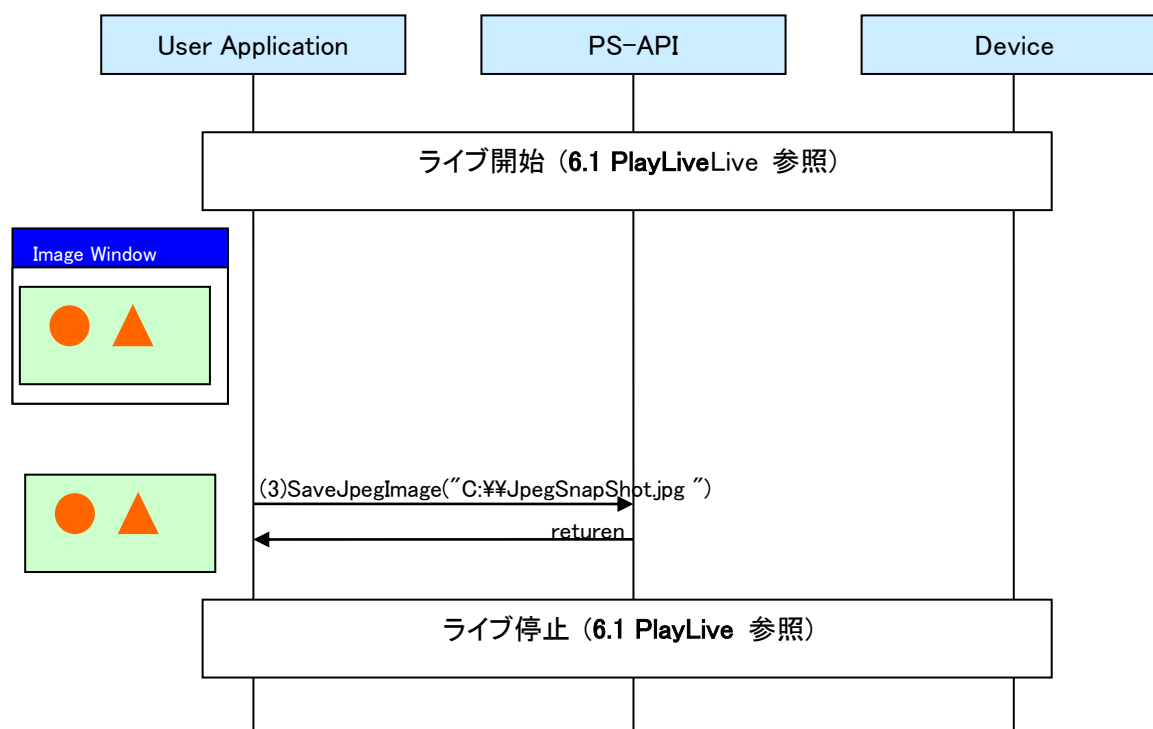 User Application
PS-API
Device
ライブ開始 (6.1 PlayLiveLive 参照)
Image Window
(3)SaveJpegImage("C:¥¥JpegSnapShot.jpg ")
returen
ライブ停止 (6.1 PlayLive 参照)